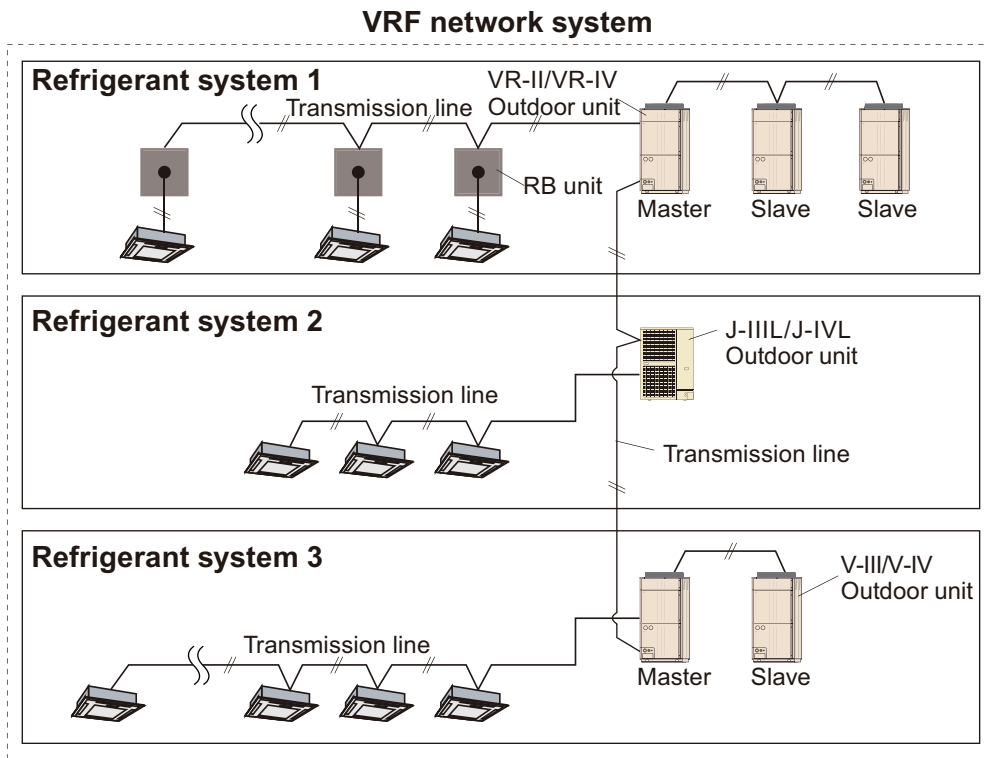 VRF network system
Refrigerant system 1
VR-II/VR-IV
Outdoor unit
Transmission line
RB unit
Master
Slave
Slave
Refrigerant system 2
J-IIIL/J-IVL
Outdoor unit
Transmission line
Transmission line
Refrigerant system 3
V-III/V-IV
Outdoor unit
Transmission line
Master
Slave